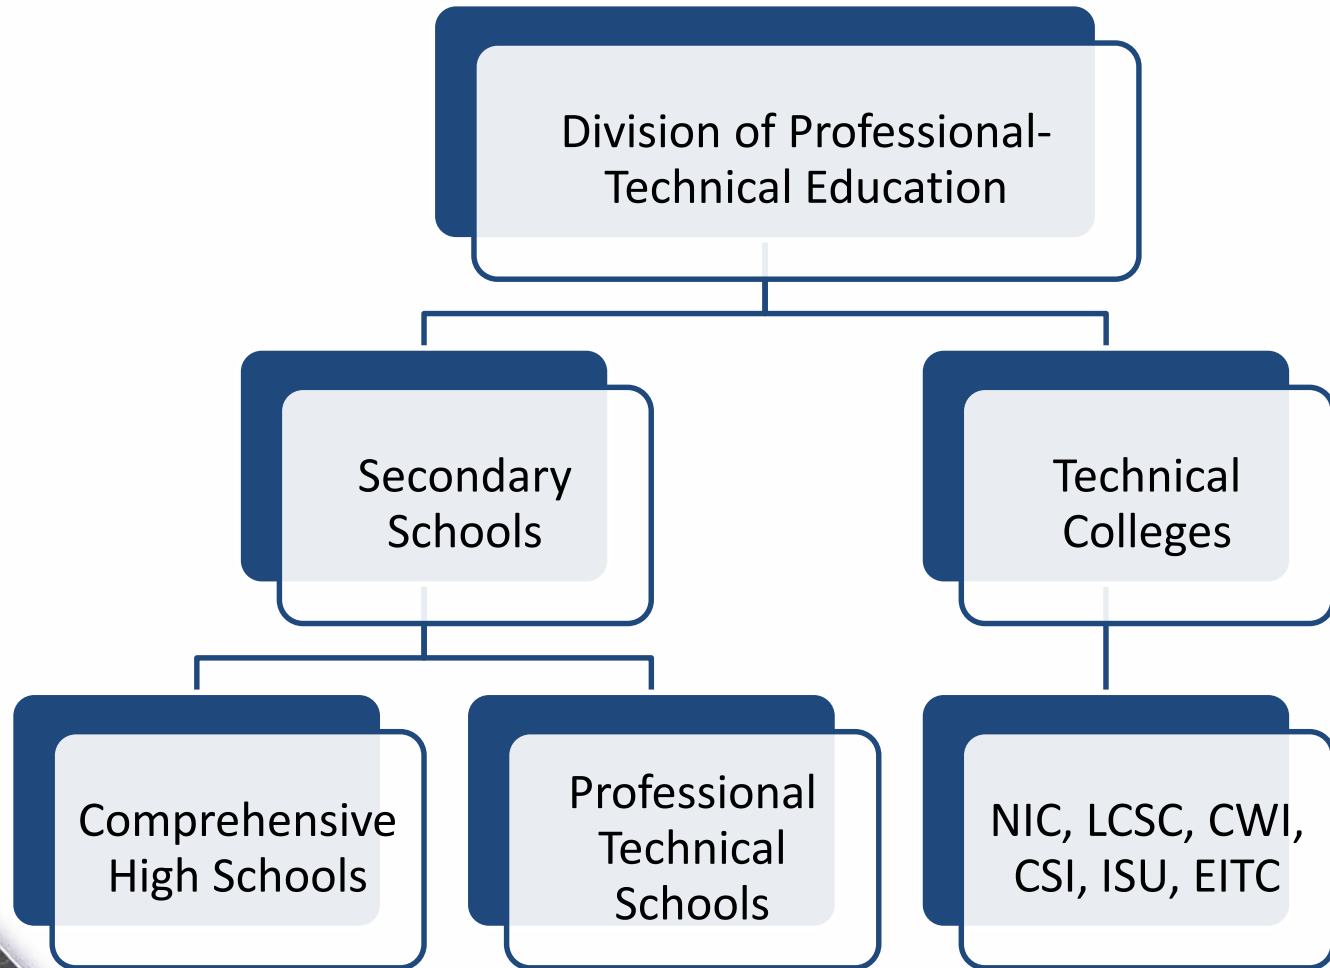 Division of Professional-
Technical Education
Secondary
Schools
Technical
Colleges
Comprehensive
High Schools
Professional
Technical
Schools
NIC, LCSC, CWI,
CSI, ISU, EITC